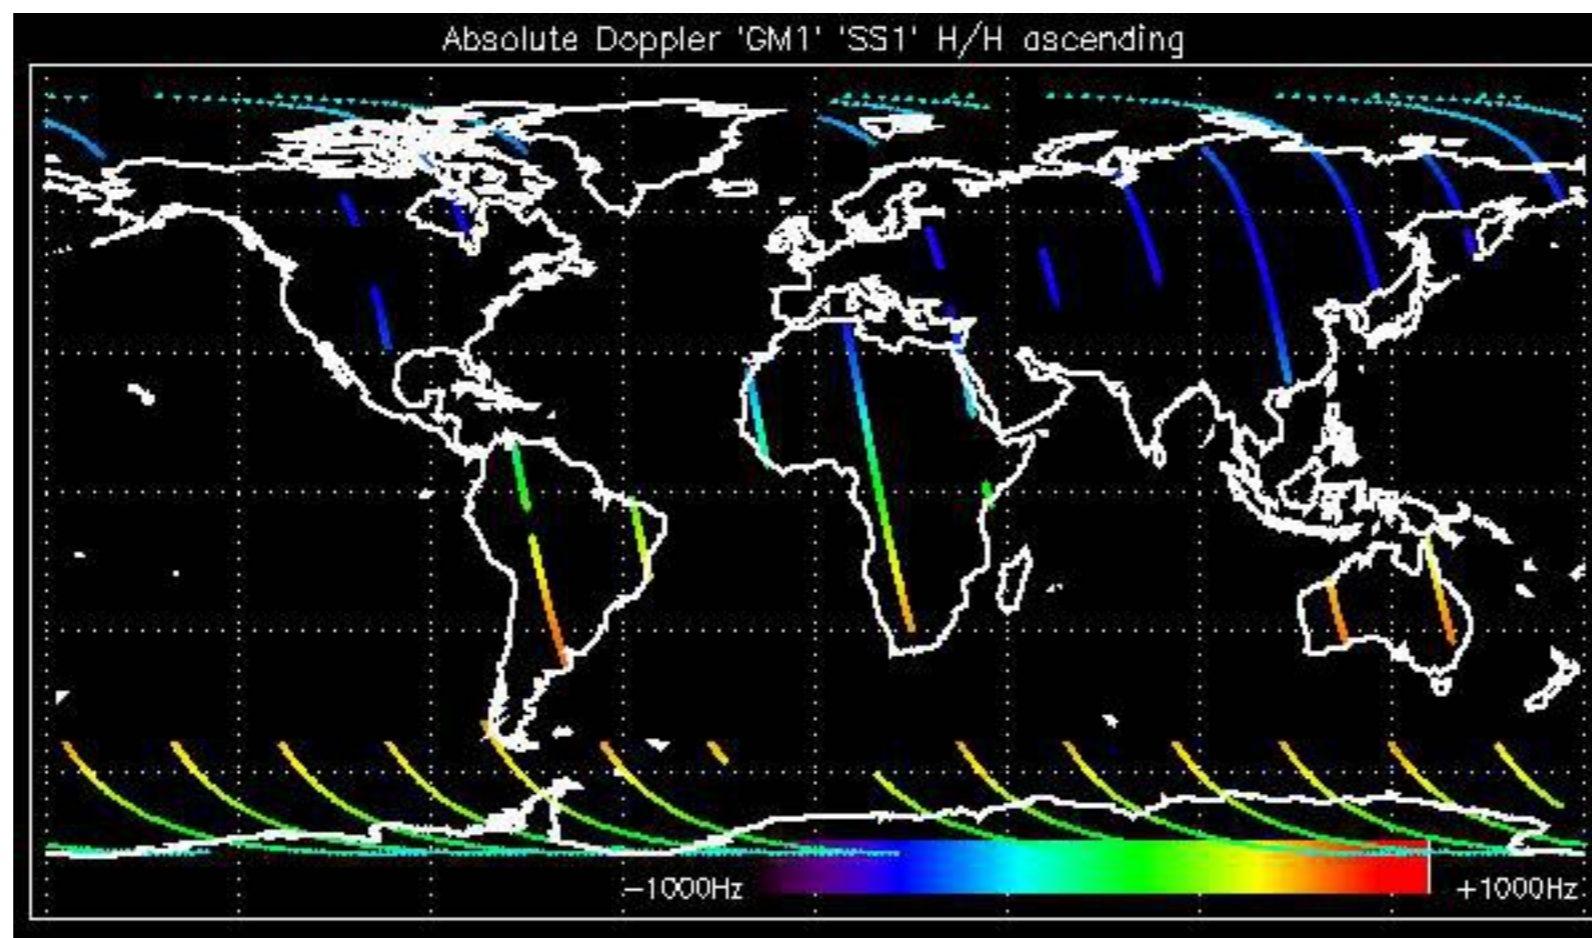 Absolute Doppler 'GM1' 'SS1' H/H ascending
−1000Hz +1000Hz